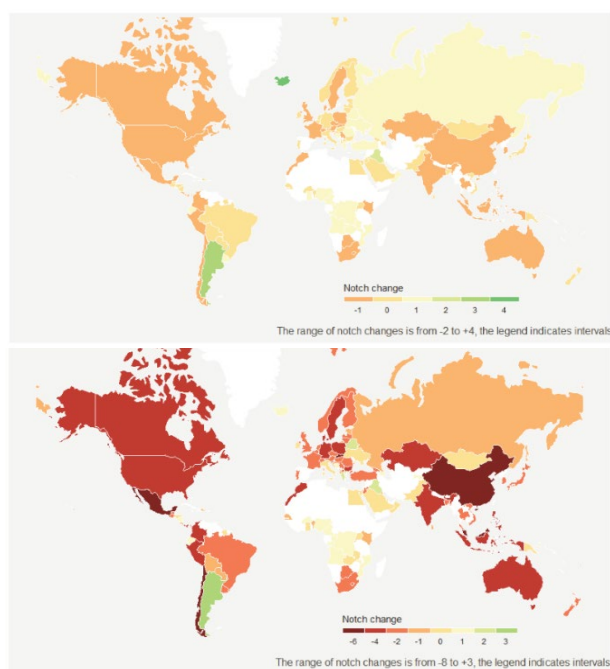 Notch change
-1 0 1 2 3 4
The range of notch changes is from -2 to +4, the legend indicates intervals
Notch change
-6 -4 -2 -1 0 1 2 3
The range of notch changes is from -8 to +3, the legend indicates intervals